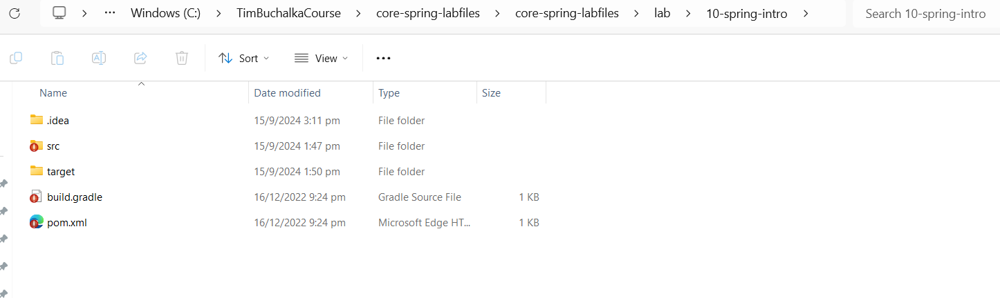 … Windows (C:) TimBuchalkaCourse core-spring-labfiles core-spring-labfiles lab 10-spring-intro Search 10-spring-intro
Sort View …
Name Date modified Type Size
.idea 15/9/2024 3:11 pm File folder
src 15/9/2024 1:47 pm File folder
target 15/9/2024 1:50 pm File folder
build.gradle 16/12/2022 9:24 pm Gradle Source File 1 KB
pom.xml 16/12/2022 9:24 pm Microsoft Edge HT... 1 KB